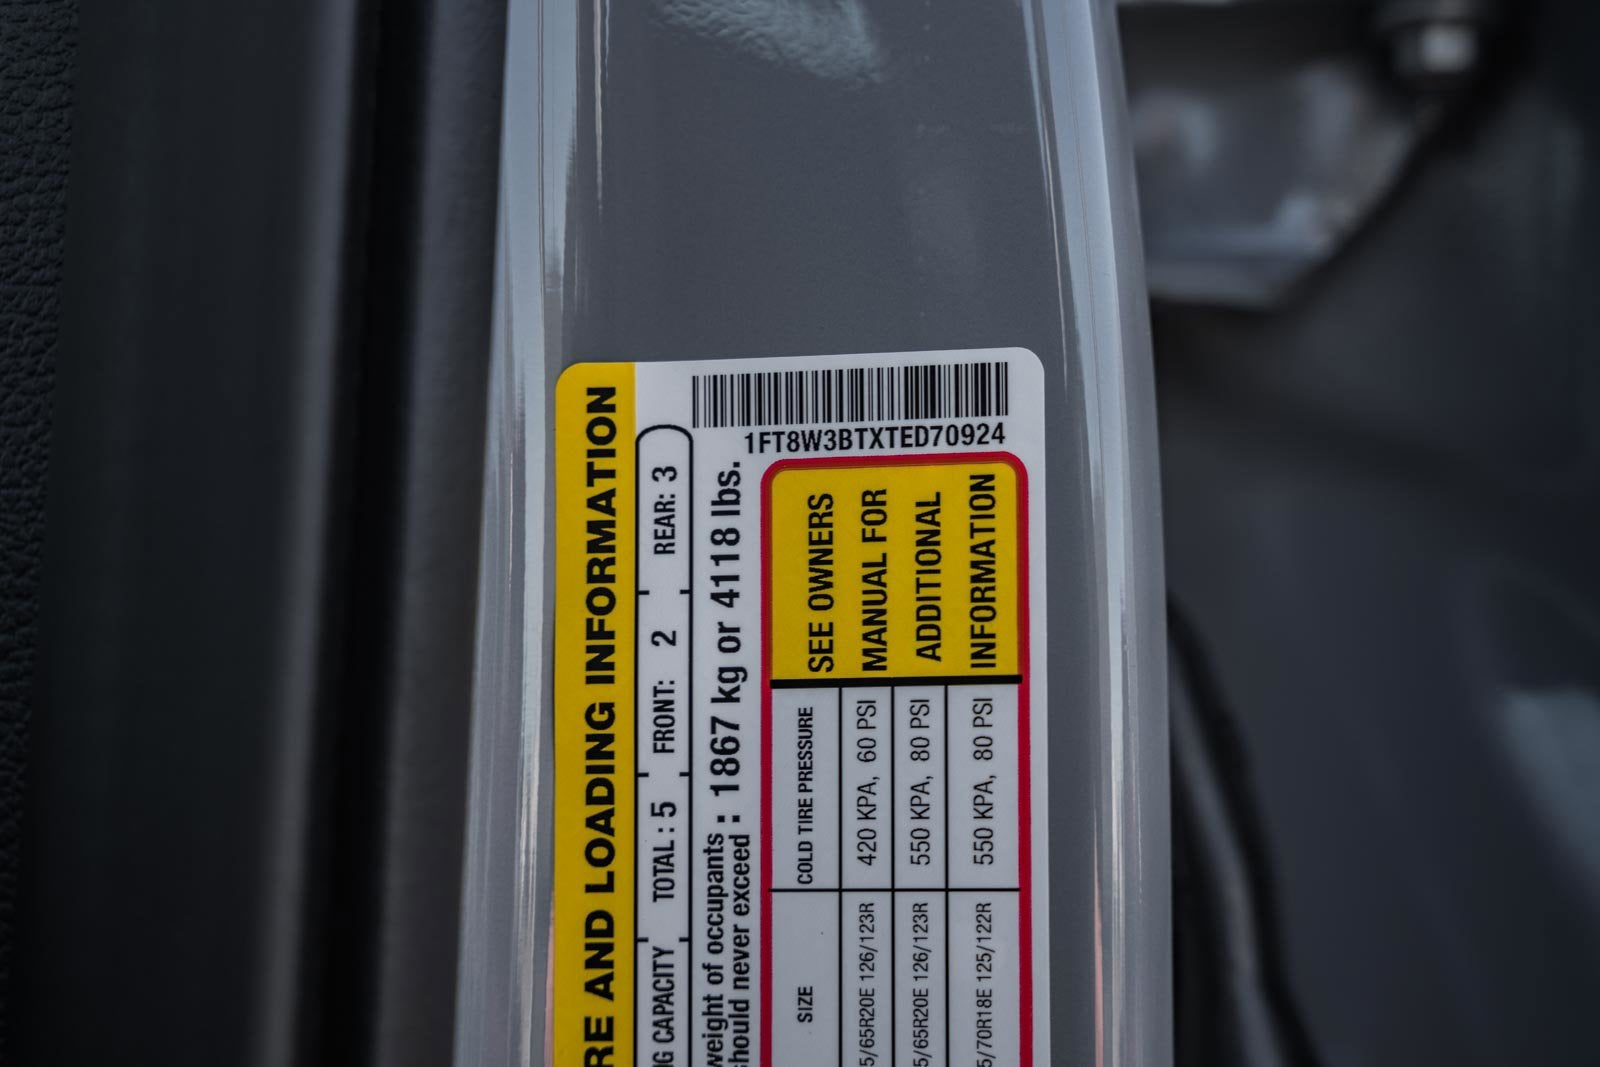 1FT8W3BTXTED70924
RE AND LOADING INFORMATION
G CAPACITY TOTAL : 5 FRONT: 2 REAR: 3
weight of occupants : 1867 kg or 4118 lbs.
should never exceed
SIZE COLD TIRE PRESSURE SEE OWNERS
5/65R20E 126/123R 420 KPA, 60 PSI MANUAL FOR
5/65R20E 126/123R 550 KPA, 80 PSI ADDITIONAL
5/70R18E 125/122R 550 KPA, 80 PSI INFORMATION